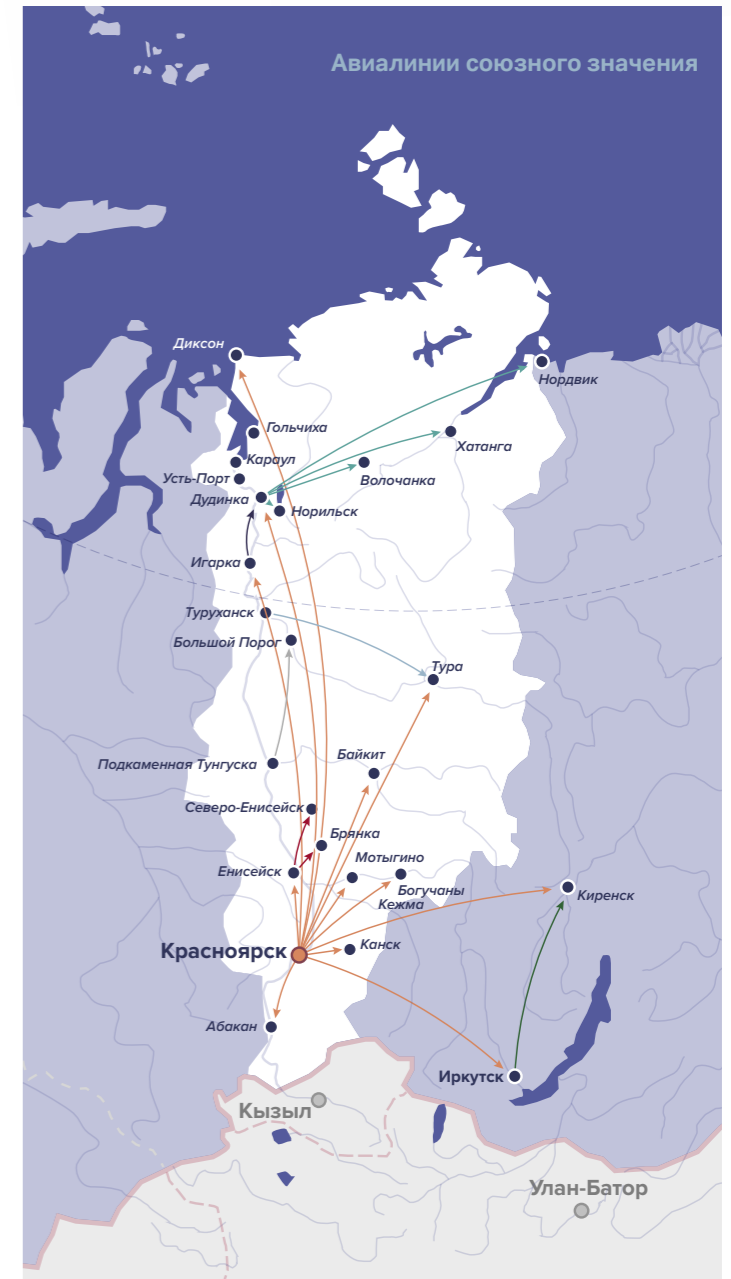 Авиалинии союзного значения
Диксон
Нордвик
Гольчиха
Хатанга
Караул
Усть-Порт
Волочанка
Дудинка
Норильск
Игарка
Туруханск
Большой Порог
Тура
Байкит
Подкаменная Тунгуска
Северо-Енисейск
Брянка
Мотыгино
Енисейск
Богучаны
Кежма
Киренск
Красноярск
Канск
Абакан
Иркутск
Кызыл
Улан-Батор